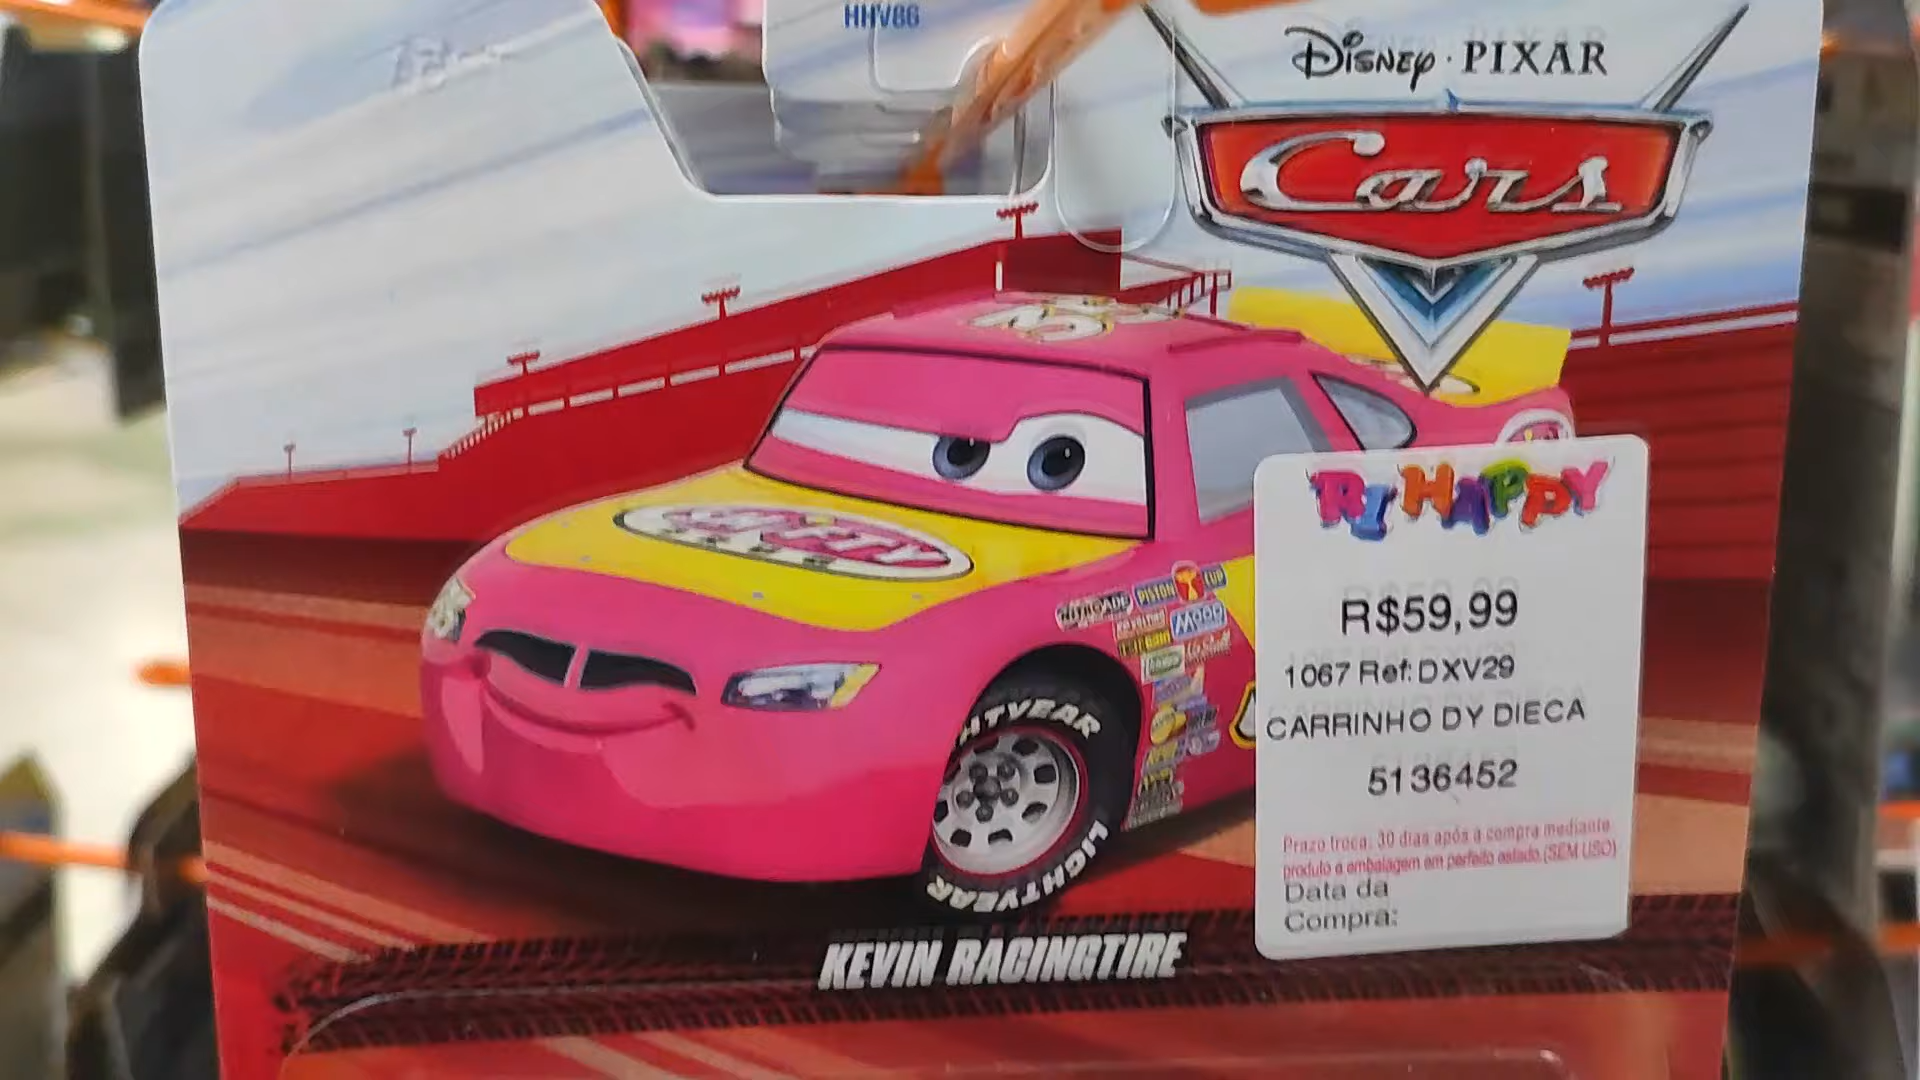 HHV86
Disney · PIXAR
Cars
PISTON CUP
MOOD
LIGHTYEAR
RI HAPPY
R$59,99
1067 Ref: DXV29
CARRINHO DY DIECA
5136452
Prazo troca: 30 dias após a compra mediante
produto e embalagem em perfeito estado.(SEM USO)
Data da
Compra:
KEVIN RACINGTIRE